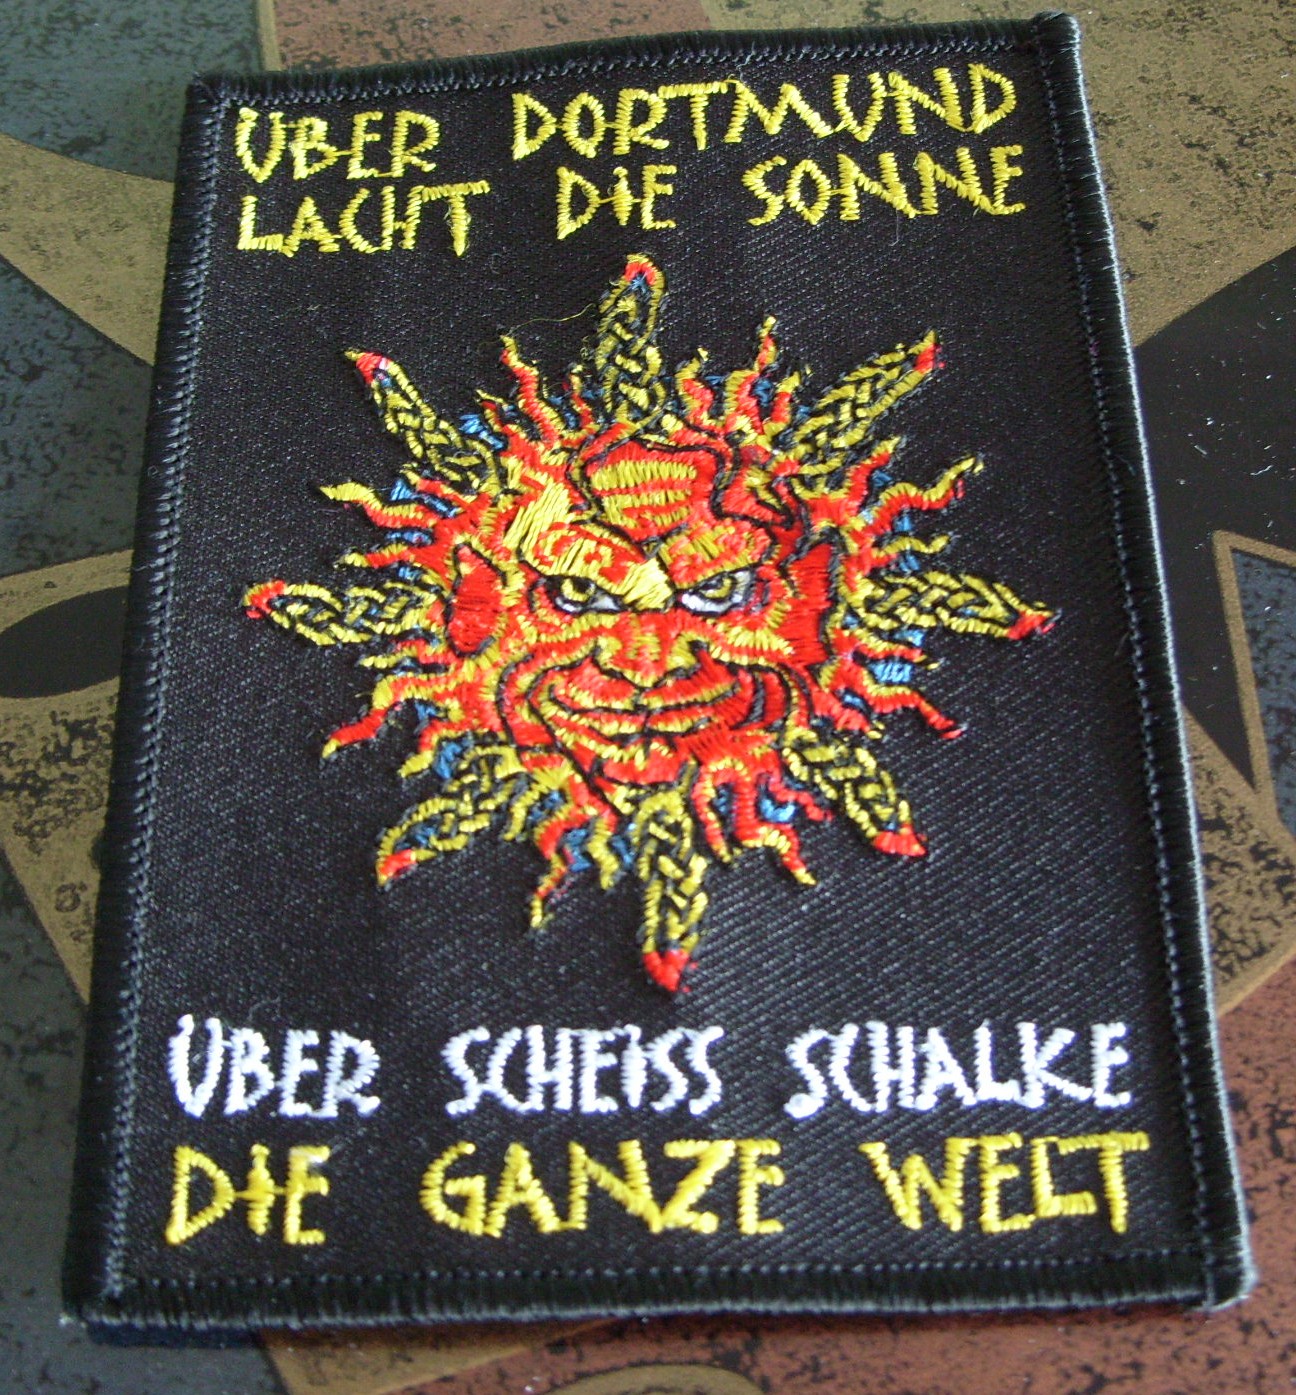 ÜBER DORTMUND
LACHT DIE SONNE
ÜBER SCHEISS SCHALKE
DIE GANZE WELT